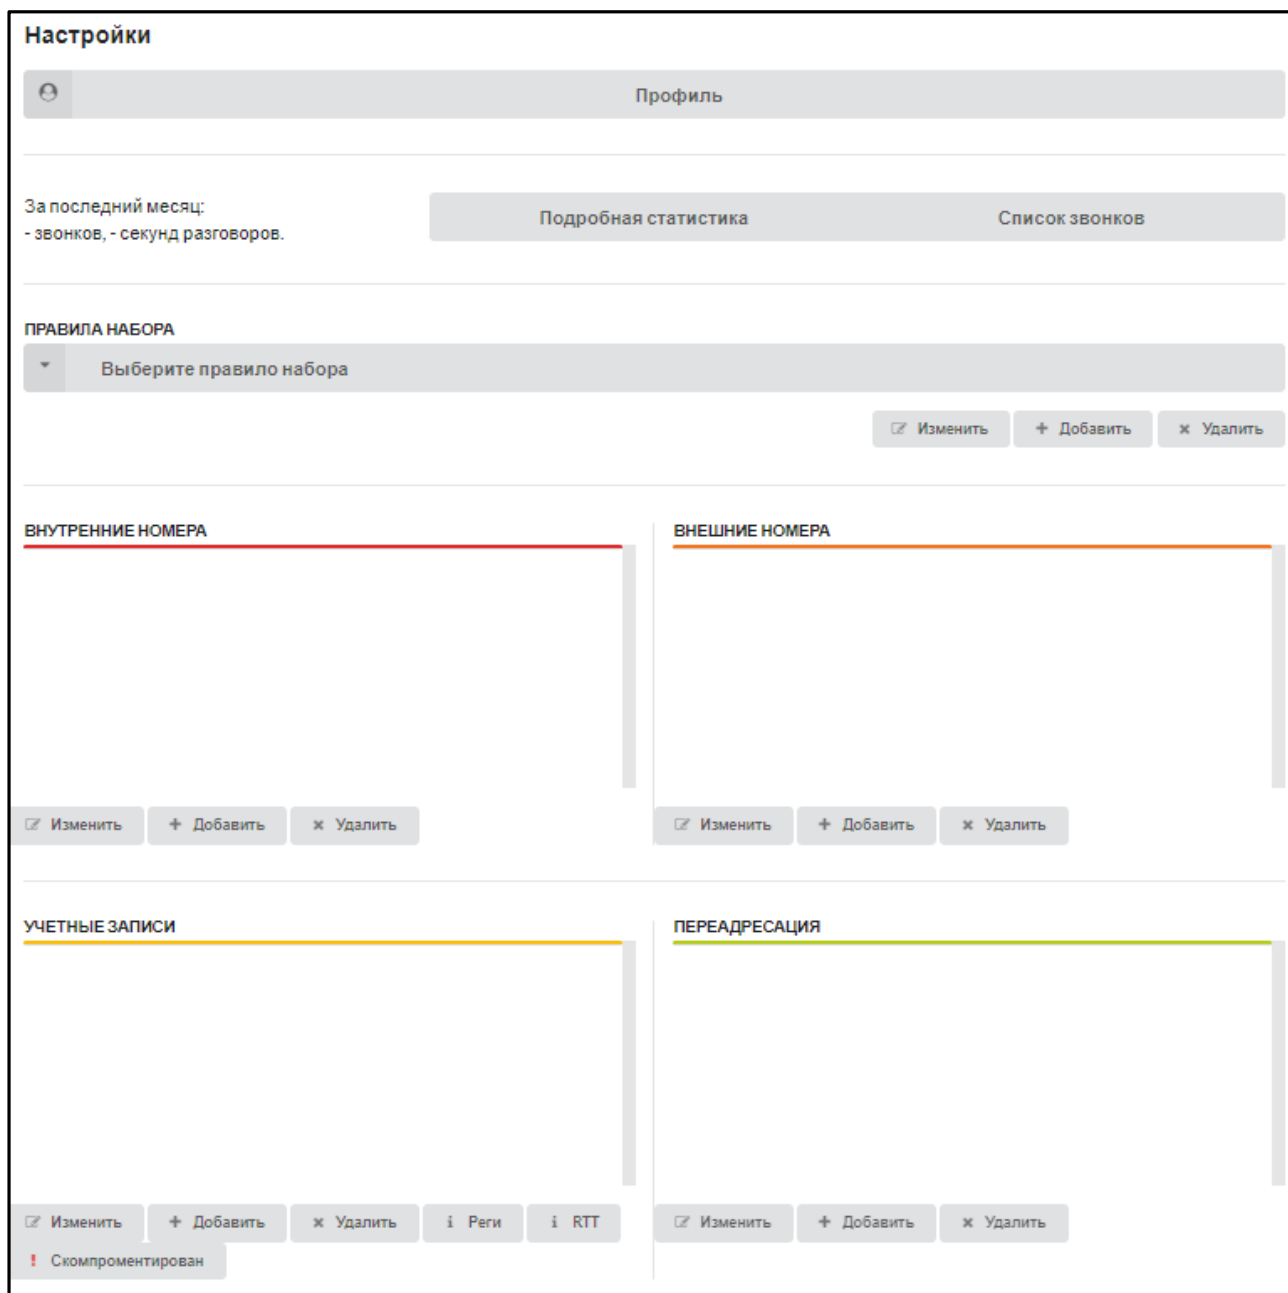 Настройки
Профиль
За последний месяц:
- звонков, - секунд разговоров.
Подробная статистика
Список звонков
ПРАВИЛА НАБОРА
Выберите правило набора
Изменить
Добавить
Удалить
ВНУТРЕННИЕ НОМЕРА
Изменить
Добавить
Удалить
ВНЕШНИЕ НОМЕРА
Изменить
Добавить
Удалить
УЧЕТНЫЕ ЗАПИСИ
Изменить
Добавить
Удалить
Реги
RTT
Скомпроментирован
ПЕРЕАДРЕСАЦИЯ
Изменить
Добавить
Удалить